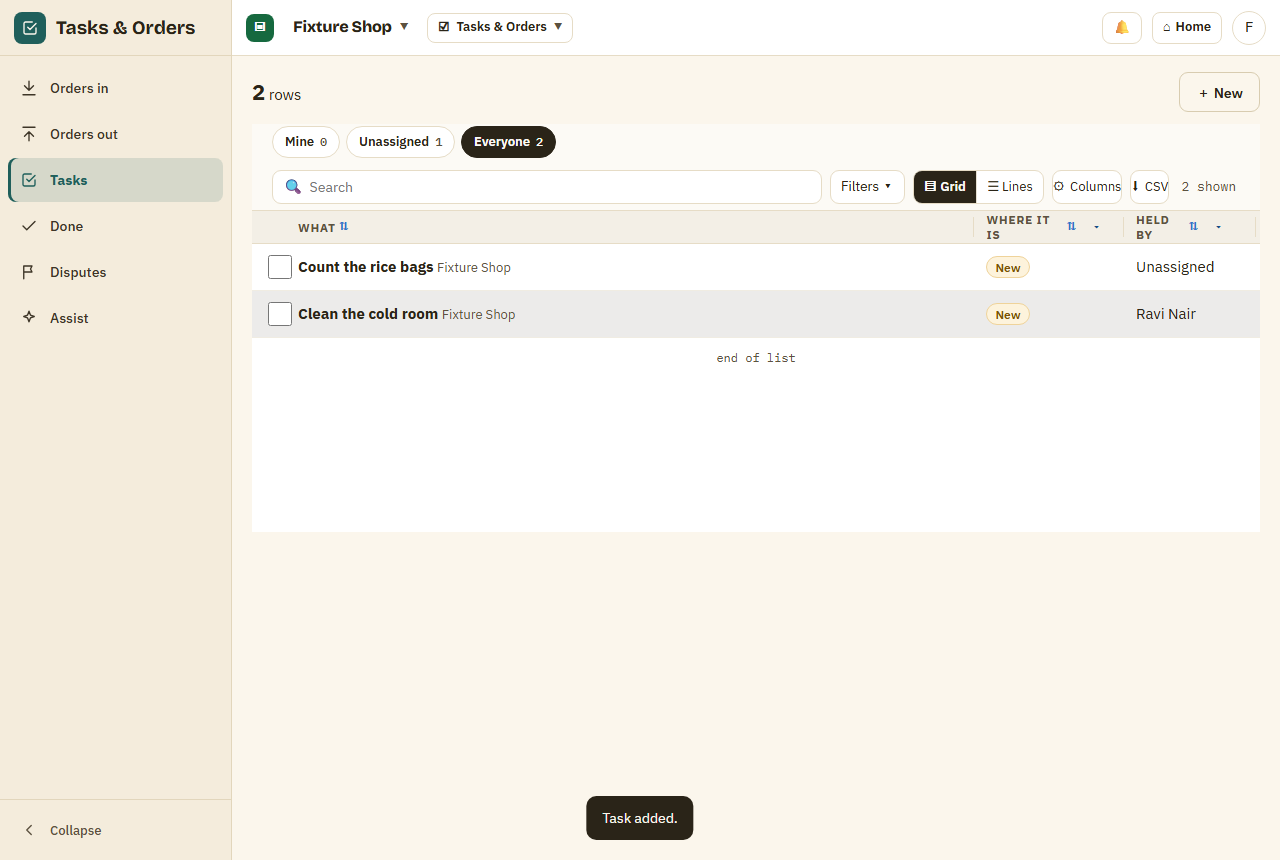 Tasks & Orders
Fixture Shop ▼
Tasks & Orders ▼
Home
F
Orders in
Orders out
Tasks
Done
Disputes
Assist
Collapse
2 rows
+ New
Mine 0
Unassigned 1
Everyone 2
Search
Filters ▾
Grid
Lines
Columns
CSV
2 shown
WHAT
WHERE IT IS
HELD BY
Count the rice bags Fixture Shop
New
Unassigned
Clean the cold room Fixture Shop
New
Ravi Nair
end of list
Task added.